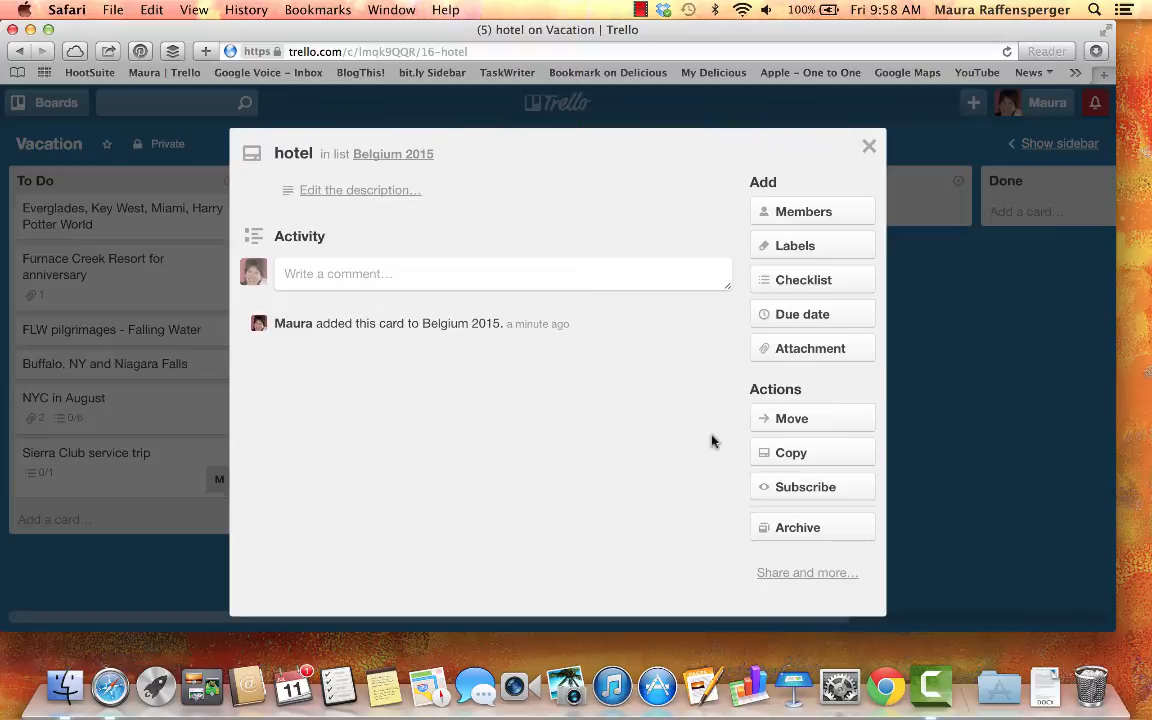 Safari File Edit View History Bookmarks Window Help 100% Fri 9:58 AM Maura Raffensperger
(5) hotel on Vacation | Trello
https trello.com/c/lmqk9QQR/16-hotel Reader
HootSuite Maura | Trello Google Voice - Inbox BlogThis! bit.ly Sidebar TaskWriter Bookmark on Delicious My Delicious Apple – One to One Google Maps YouTube News
Boards Trello Maura
Vacation Private Show sidebar
hotel in list Belgium 2015
Edit the description…
Activity
Write a comment…
Maura added this card to Belgium 2015. a minute ago
Add
Members
Labels
Checklist
Due date
Attachment
Actions
Move
Copy
Subscribe
Archive
Share and more…
To Do
Everglades, Key West, Miami, Harry
Potter World
Furnace Creek Resort for
anniversary
1
FLW pilgrimages - Falling Water
Buffalo, NY and Niagara Falls
NYC in August
2 0/6
Sierra Club service trip
0/1
M
Add a card…
Done
Add a card…
11
1
DOCX